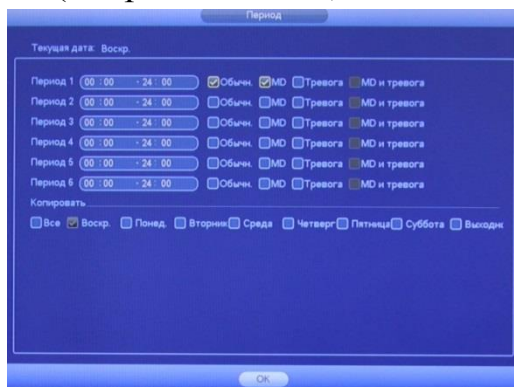 Период
Текущая дата: Воскр.
Период 1 00 : 00 - 24 : 00 Обычн. MD Тревога MD и тревога
Период 2 00 : 00 - 24 : 00 Обычн. MD Тревога MD и тревога
Период 3 00 : 00 - 24 : 00 Обычн. MD Тревога MD и тревога
Период 4 00 : 00 - 24 : 00 Обычн. MD Тревога MD и тревога
Период 5 00 : 00 - 24 : 00 Обычн. MD Тревога MD и тревога
Период 6 00 : 00 - 24 : 00 Обычн. MD Тревога MD и тревога
Копировать
Все Воскр. Понед. Вторник Среда Четверг Пятница Суббота Выходн
OK